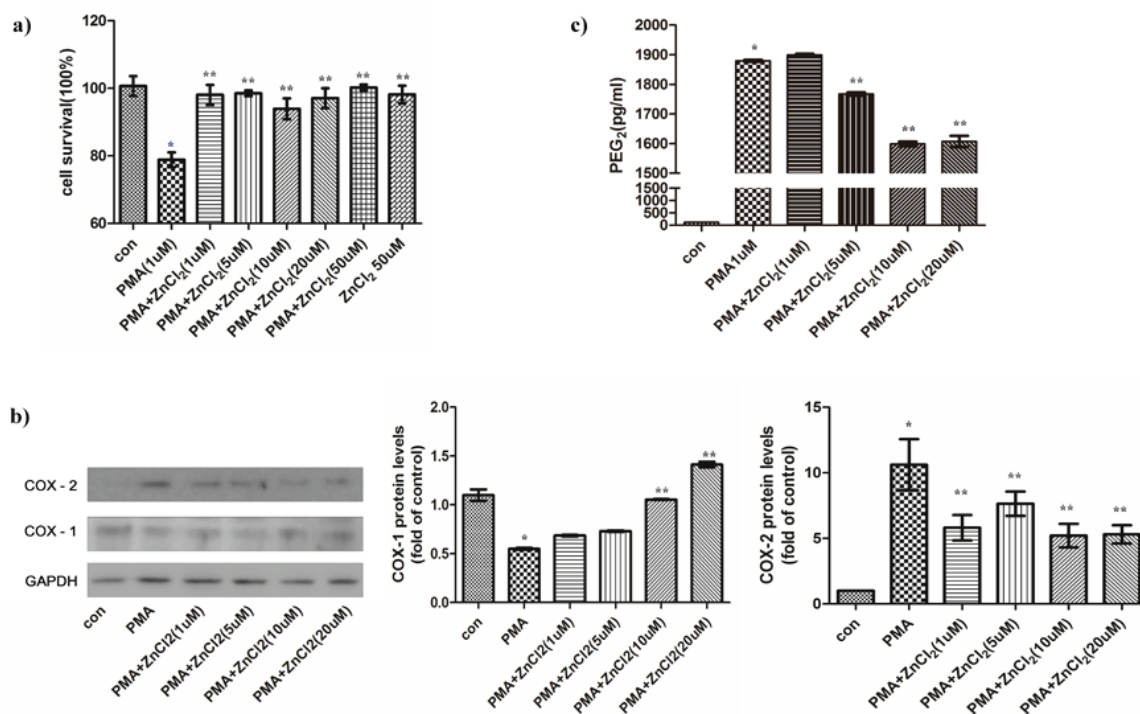 a)
120
100
80
60
cell survival(100%)
*
**
**
**
**
**
**
con
PMA(1uM)
PMA+ZnCl2(1uM)
PMA+ZnCl2(5uM)
PMA+ZnCl2(10uM)
PMA+ZnCl2(20uM)
PMA+ZnCl2(50uM)
ZnCl2 50uM
c)
2000
1900
1800
1700
1600
1500
1500
1000
500
0
PEG2(pg/ml)
*
**
**
**
con
PMA1uM
PMA+ZnCl2(1uM)
PMA+ZnCl2(5uM)
PMA+ZnCl2(10uM)
PMA+ZnCl2(20uM)
b)
COX - 2
COX - 1
GAPDH
con
PMA
PMA+ZnCl2(1uM)
PMA+ZnCl2(5uM)
PMA+ZnCl2(10uM)
PMA+ZnCl2(20uM)
2.0
1.5
1.0
0.5
0.0
COX-1 protein levels
(fold of control)
*
**
**
con
PMA
PMA+ZnCl2(1uM)
PMA+ZnCl2(5uM)
PMA+ZnCl2(10uM)
PMA+ZnCl2(20uM)
15
10
5
0
COX-2 protein levels
(fold of control)
*
**
**
**
**
con
PMA
PMA+ZnCl2(1uM)
PMA+ZnCl2(5uM)
PMA+ZnCl2(10uM)
PMA+ZnCl2(20uM)